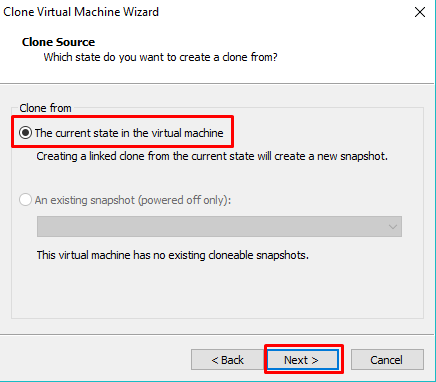 Clone Virtual Machine Wizard
Clone Source
Which state do you want to create a clone from?
Clone from
The current state in the virtual machine
Creating a linked clone from the current state will create a new snapshot.
An existing snapshot (powered off only):
This virtual machine has no existing cloneable snapshots.
< Back Next > Cancel